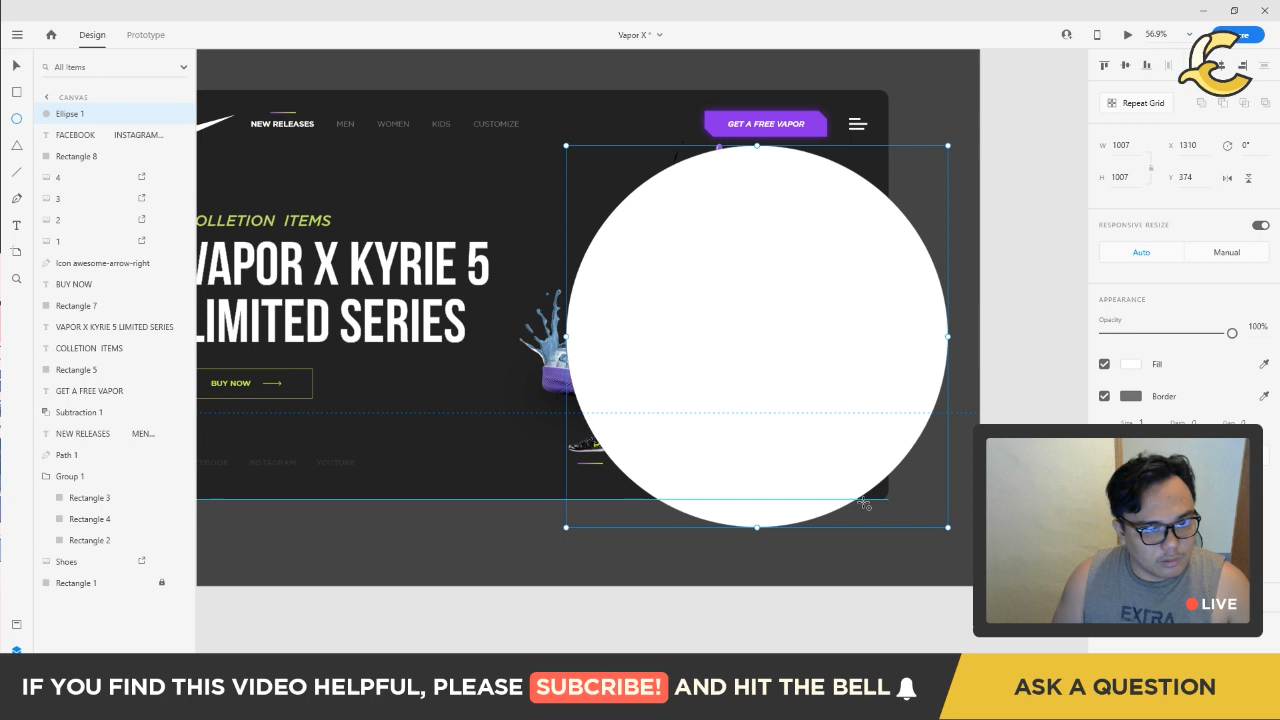 Design
Prototype
Vapor X *
56.9%
All Items
CANVAS
Ellipse 1
FACEBOOK INSTAGRAM...
Rectangle 8
4
3
2
1
Icon awesome-arrow-right
BUY NOW
Rectangle 7
VAPOR X KYRIE 5 LIMITED SERIES
COLLETION ITEMS
Rectangle 5
GET A FREE VAPOR
Subtraction 1
NEW RELEASES MEN...
Path 1
Group 1
Rectangle 3
Rectangle 4
Rectangle 2
Shoes
Rectangle 1
NEW RELEASES MEN WOMEN KIDS CUSTOMIZE
GET A FREE VAPOR
OLLETION ITEMS
VAPOR X KYRIE 5
LIMITED SERIES
BUY NOW
CEBOOK INSTAGRAM YOUTUBE
Repeat Grid
W 1007 X 1310 0°
H 1007 Y 374
RESPONSIVE RESIZE
Auto Manual
APPEARANCE
Opacity
100%
Fill
Border
EXTRA
LIVE
IF YOU FIND THIS VIDEO HELPFUL, PLEASE SUBCRIBE! AND HIT THE BELL
ASK A QUESTION